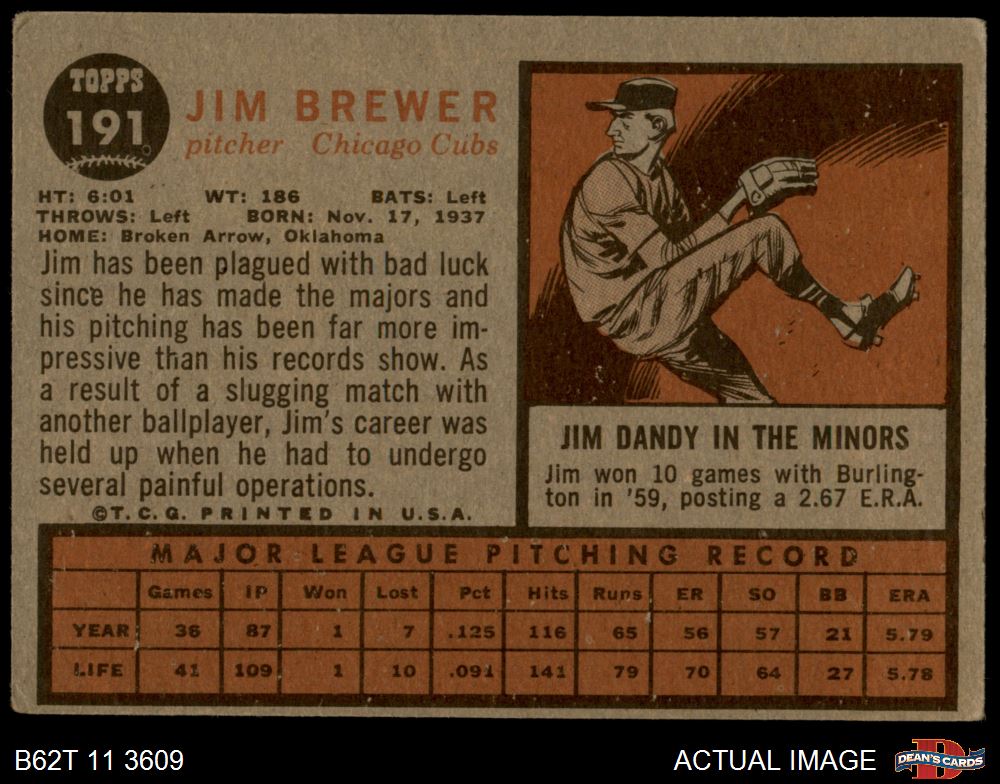 TOPPS
191
JIM BREWER
pitcher Chicago Cubs
HT: 6:01 WT: 186 BATS: Left
THROWS: Left BORN: Nov. 17, 1937
HOME: Broken Arrow, Oklahoma
Jim has been plagued with bad luck
since he has made the majors and
his pitching has been far more im-
pressive than his records show. As
a result of a slugging match with
another ballplayer, Jim's career was
held up when he had to undergo
several painful operations.
©T.C.G. PRINTED IN U.S.A.
JIM DANDY IN THE MINORS
Jim won 10 games with Burling-
ton in '59, posting a 2.67 E.R.A.
MAJOR LEAGUE PITCHING RECORD
Games IP Won Lost Pct Hits Runs ER SO BB ERA
YEAR 36 87 1 7 .125 116 65 56 57 21 5.79
LIFE 41 109 1 10 .091 141 79 70 64 27 5.78
B62T 11 3609
ACTUAL IMAGE
DEAN'S CARDS